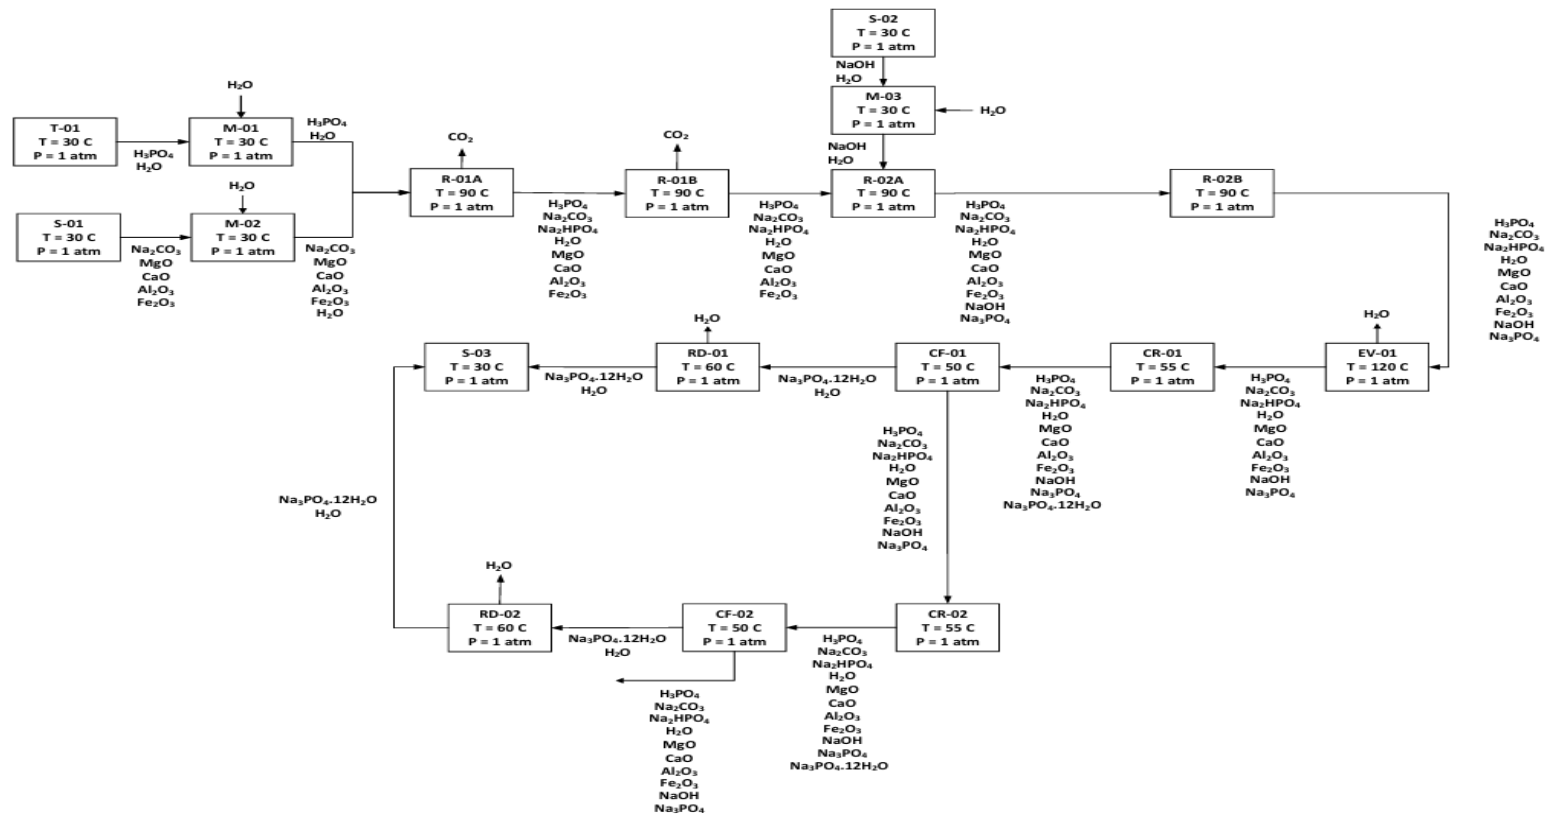 S-02
T = 30 C
P = 1 atm
NaOH
H₂O
M-03
T = 30 C
P = 1 atm
H₂O
NaOH
H₂O
H₂O
T-01
T = 30 C
P = 1 atm
H₃PO₄
H₂O
M-01
T = 30 C
P = 1 atm
H₃PO₄
H₂O
S-01
T = 30 C
P = 1 atm
Na₂CO₃
MgO
CaO
Al₂O₃
Fe₂O₃
H₂O
M-02
T = 30 C
P = 1 atm
Na₂CO₃
MgO
CaO
Al₂O₃
Fe₂O₃
H₂O
CO₂
R-01A
T = 90 C
P = 1 atm
H₃PO₄
Na₂CO₃
Na₂HPO₄
H₂O
MgO
CaO
Al₂O₃
Fe₂O₃
CO₂
R-01B
T = 90 C
P = 1 atm
H₃PO₄
Na₂CO₃
Na₂HPO₄
H₂O
MgO
CaO
Al₂O₃
Fe₂O₃
R-02A
T = 90 C
P = 1 atm
H₃PO₄
Na₂CO₃
Na₂HPO₄
H₂O
MgO
CaO
Al₂O₃
Fe₂O₃
NaOH
Na₃PO₄
R-02B
T = 90 C
P = 1 atm
H₃PO₄
Na₂CO₃
Na₂HPO₄
H₂O
MgO
CaO
Al₂O₃
Fe₂O₃
NaOH
Na₃PO₄
H₂O
EV-01
T = 120 C
P = 1 atm
H₃PO₄
Na₂CO₃
Na₂HPO₄
H₂O
MgO
CaO
Al₂O₃
Fe₂O₃
NaOH
Na₃PO₄
CR-01
T = 55 C
P = 1 atm
H₃PO₄
Na₂CO₃
Na₂HPO₄
H₂O
MgO
CaO
Al₂O₃
Fe₂O₃
NaOH
Na₃PO₄
Na₃PO₄.12H₂O
CF-01
T = 50 C
P = 1 atm
Na₃PO₄.12H₂O
H₂O
H₂O
RD-01
T = 60 C
P = 1 atm
Na₃PO₄.12H₂O
H₂O
S-03
T = 30 C
P = 1 atm
H₃PO₄
Na₂CO₃
Na₂HPO₄
H₂O
MgO
CaO
Al₂O₃
Fe₂O₃
NaOH
Na₃PO₄
CR-02
T = 55 C
P = 1 atm
H₃PO₄
Na₂CO₃
Na₂HPO₄
H₂O
MgO
CaO
Al₂O₃
Fe₂O₃
NaOH
Na₃PO₄
Na₃PO₄.12H₂O
CF-02
T = 50 C
P = 1 atm
H₃PO₄
Na₂CO₃
Na₂HPO₄
H₂O
MgO
CaO
Al₂O₃
Fe₂O₃
NaOH
Na₃PO₄
Na₃PO₄.12H₂O
H₂O
H₂O
RD-02
T = 60 C
P = 1 atm
Na₃PO₄.12H₂O
H₂O